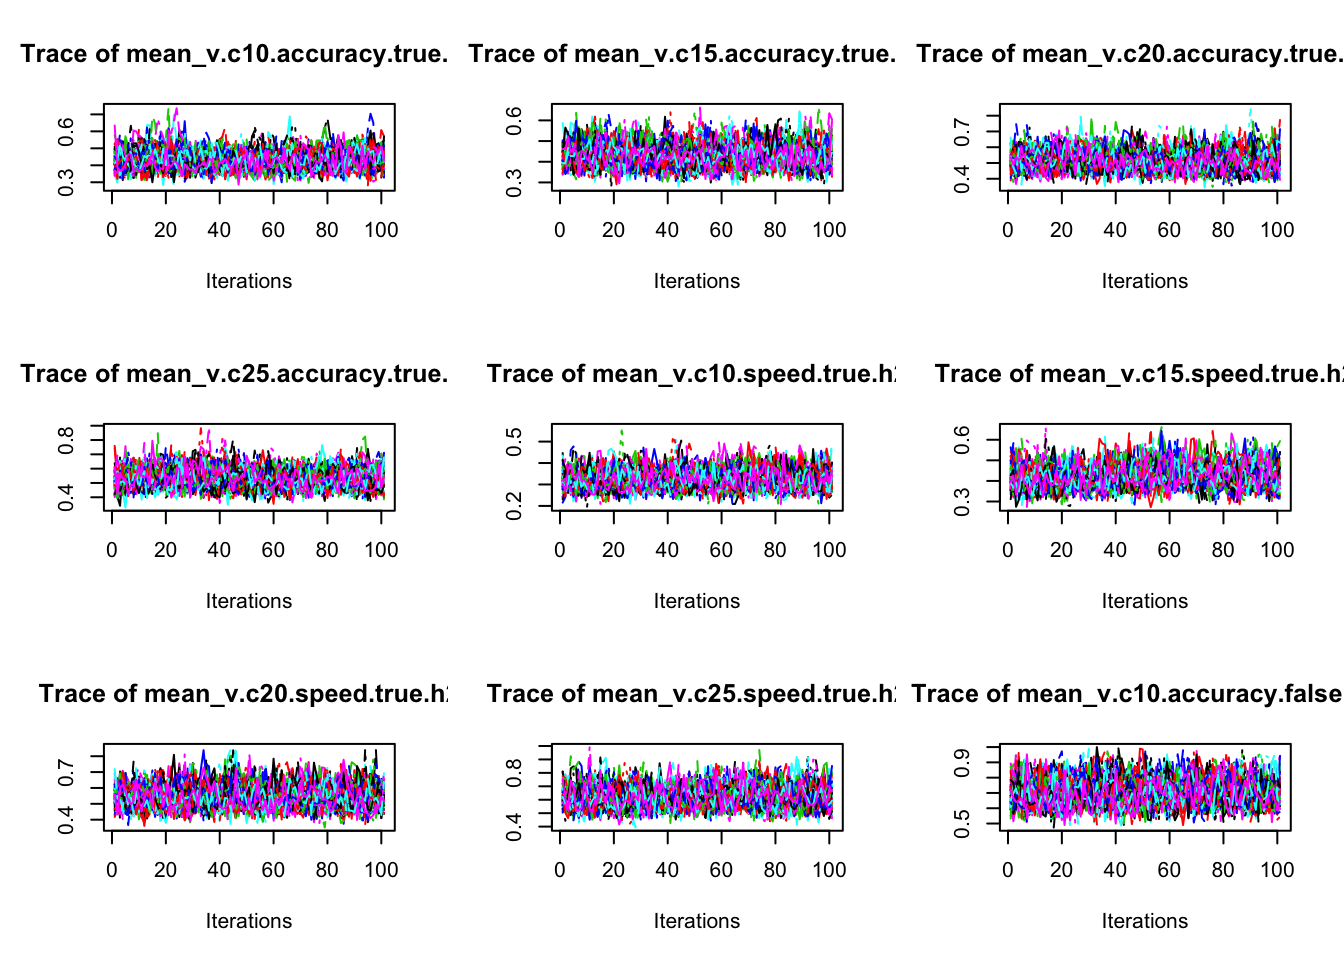 Trace of mean_v.c10.accuracy.true. Trace of mean_v.c15.accuracy.true. Trace of mean_v.c20.accuracy.true.
0.6 0.6 0.7
0.3 0.3 0.4
0 20 40 60 80 100 0 20 40 60 80 100 0 20 40 60 80 100
Iterations Iterations Iterations
Trace of mean_v.c25.accuracy.true. Trace of mean_v.c10.speed.true.h Trace of mean_v.c15.speed.true.h
0.8 0.5 0.6
0.4 0.2 0.3
0 20 40 60 80 100 0 20 40 60 80 100 0 20 40 60 80 100
Iterations Iterations Iterations
Trace of mean_v.c20.speed.true.h Trace of mean_v.c25.speed.true.h Trace of mean_v.c10.accuracy.false
0.7 0.8 0.9
0.4 0.4 0.5
0 20 40 60 80 100 0 20 40 60 80 100 0 20 40 60 80 100
Iterations Iterations Iterations